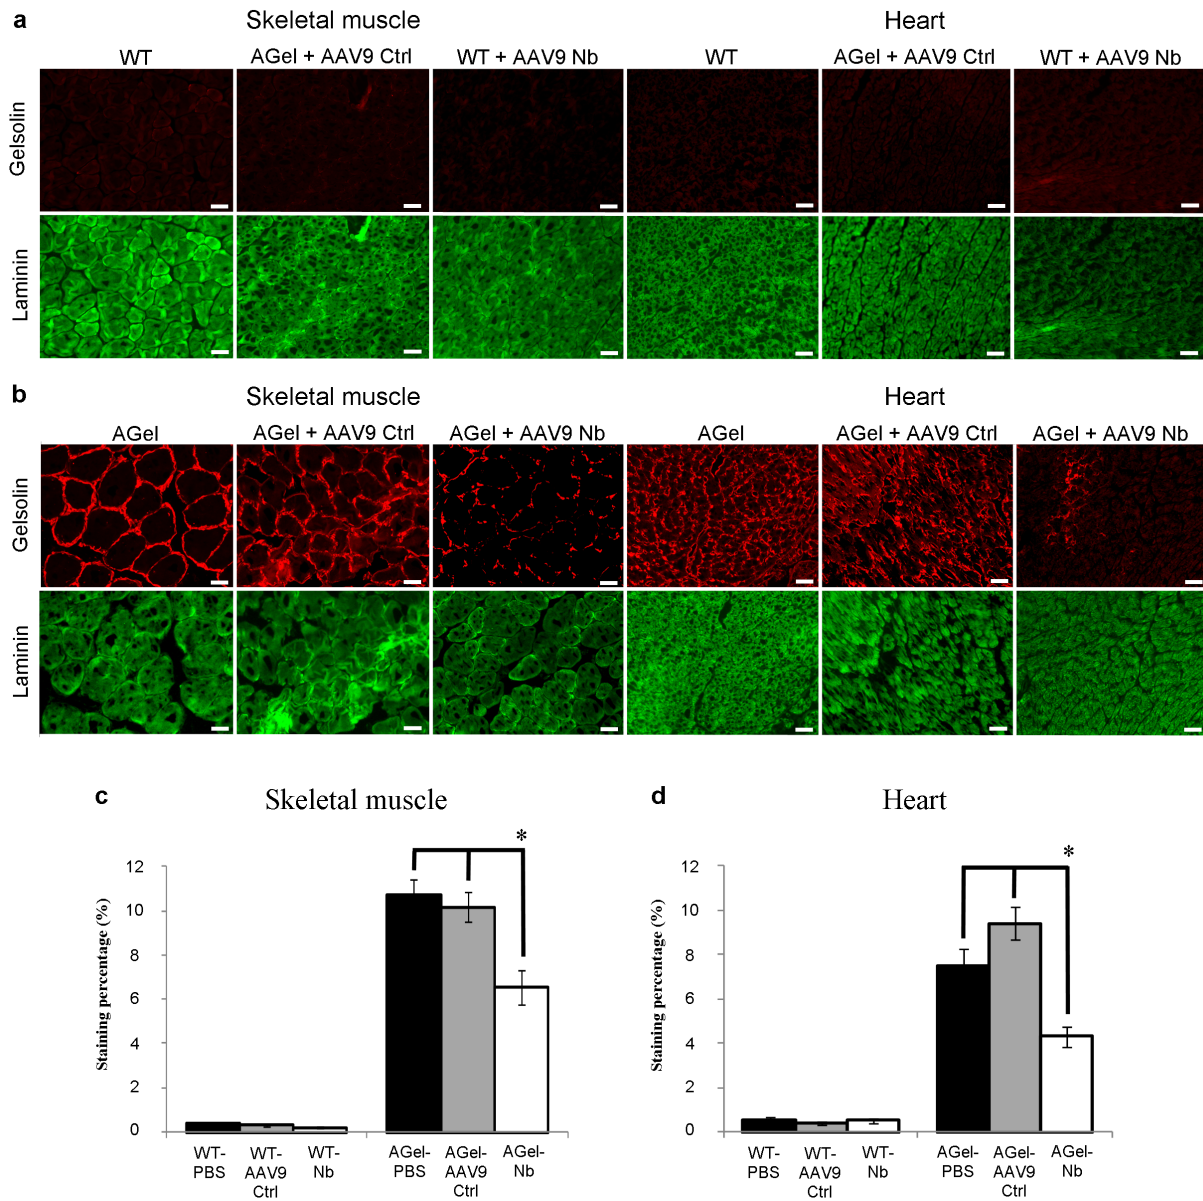 a
Skeletal muscle
Heart
WT
AGel + AAV9 Ctrl
WT + AAV9 Nb
WT
AGel + AAV9 Ctrl
WT + AAV9 Nb
Gelsolin
Laminin
b
Skeletal muscle
Heart
AGel
AGel + AAV9 Ctrl
AGel + AAV9 Nb
AGel
AGel + AAV9 Ctrl
AGel + AAV9 Nb
Gelsolin
Laminin
c
Skeletal muscle
*
Staining percentage (%)
12
10
8
6
4
2
0
WT-
PBS
WT-
AAV9
Ctrl
WT-
Nb
AGel-
PBS
AGel-
AAV9
Ctrl
AGel-
Nb
d
Heart
*
Staining percentage (%)
12
10
8
6
4
2
0
WT-
PBS
WT-
AAV9
Ctrl
WT-
Nb
AGel-
PBS
AGel-
AAV9
Ctrl
AGel-
Nb